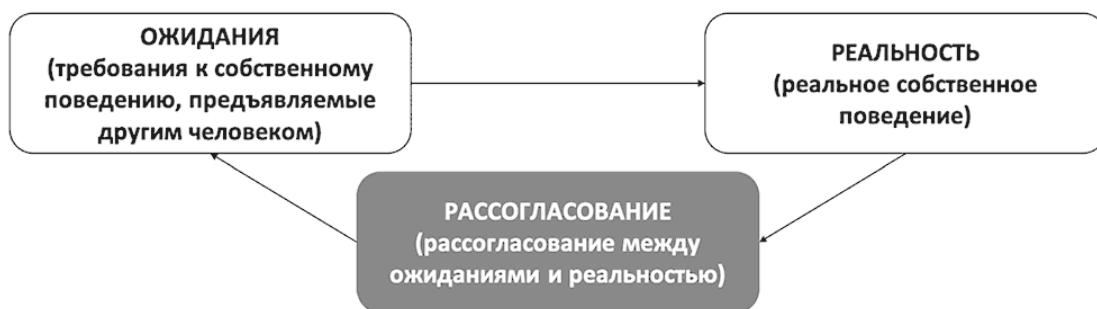 ОЖИДАНИЯ
(требования к собственному
поведению, предъявляемые
другим человеком)
РЕАЛЬНОСТЬ
(реальное собственное
поведение)
РАССОГЛАСОВАНИЕ
(рассогласование между
ожиданиями и реальностью)